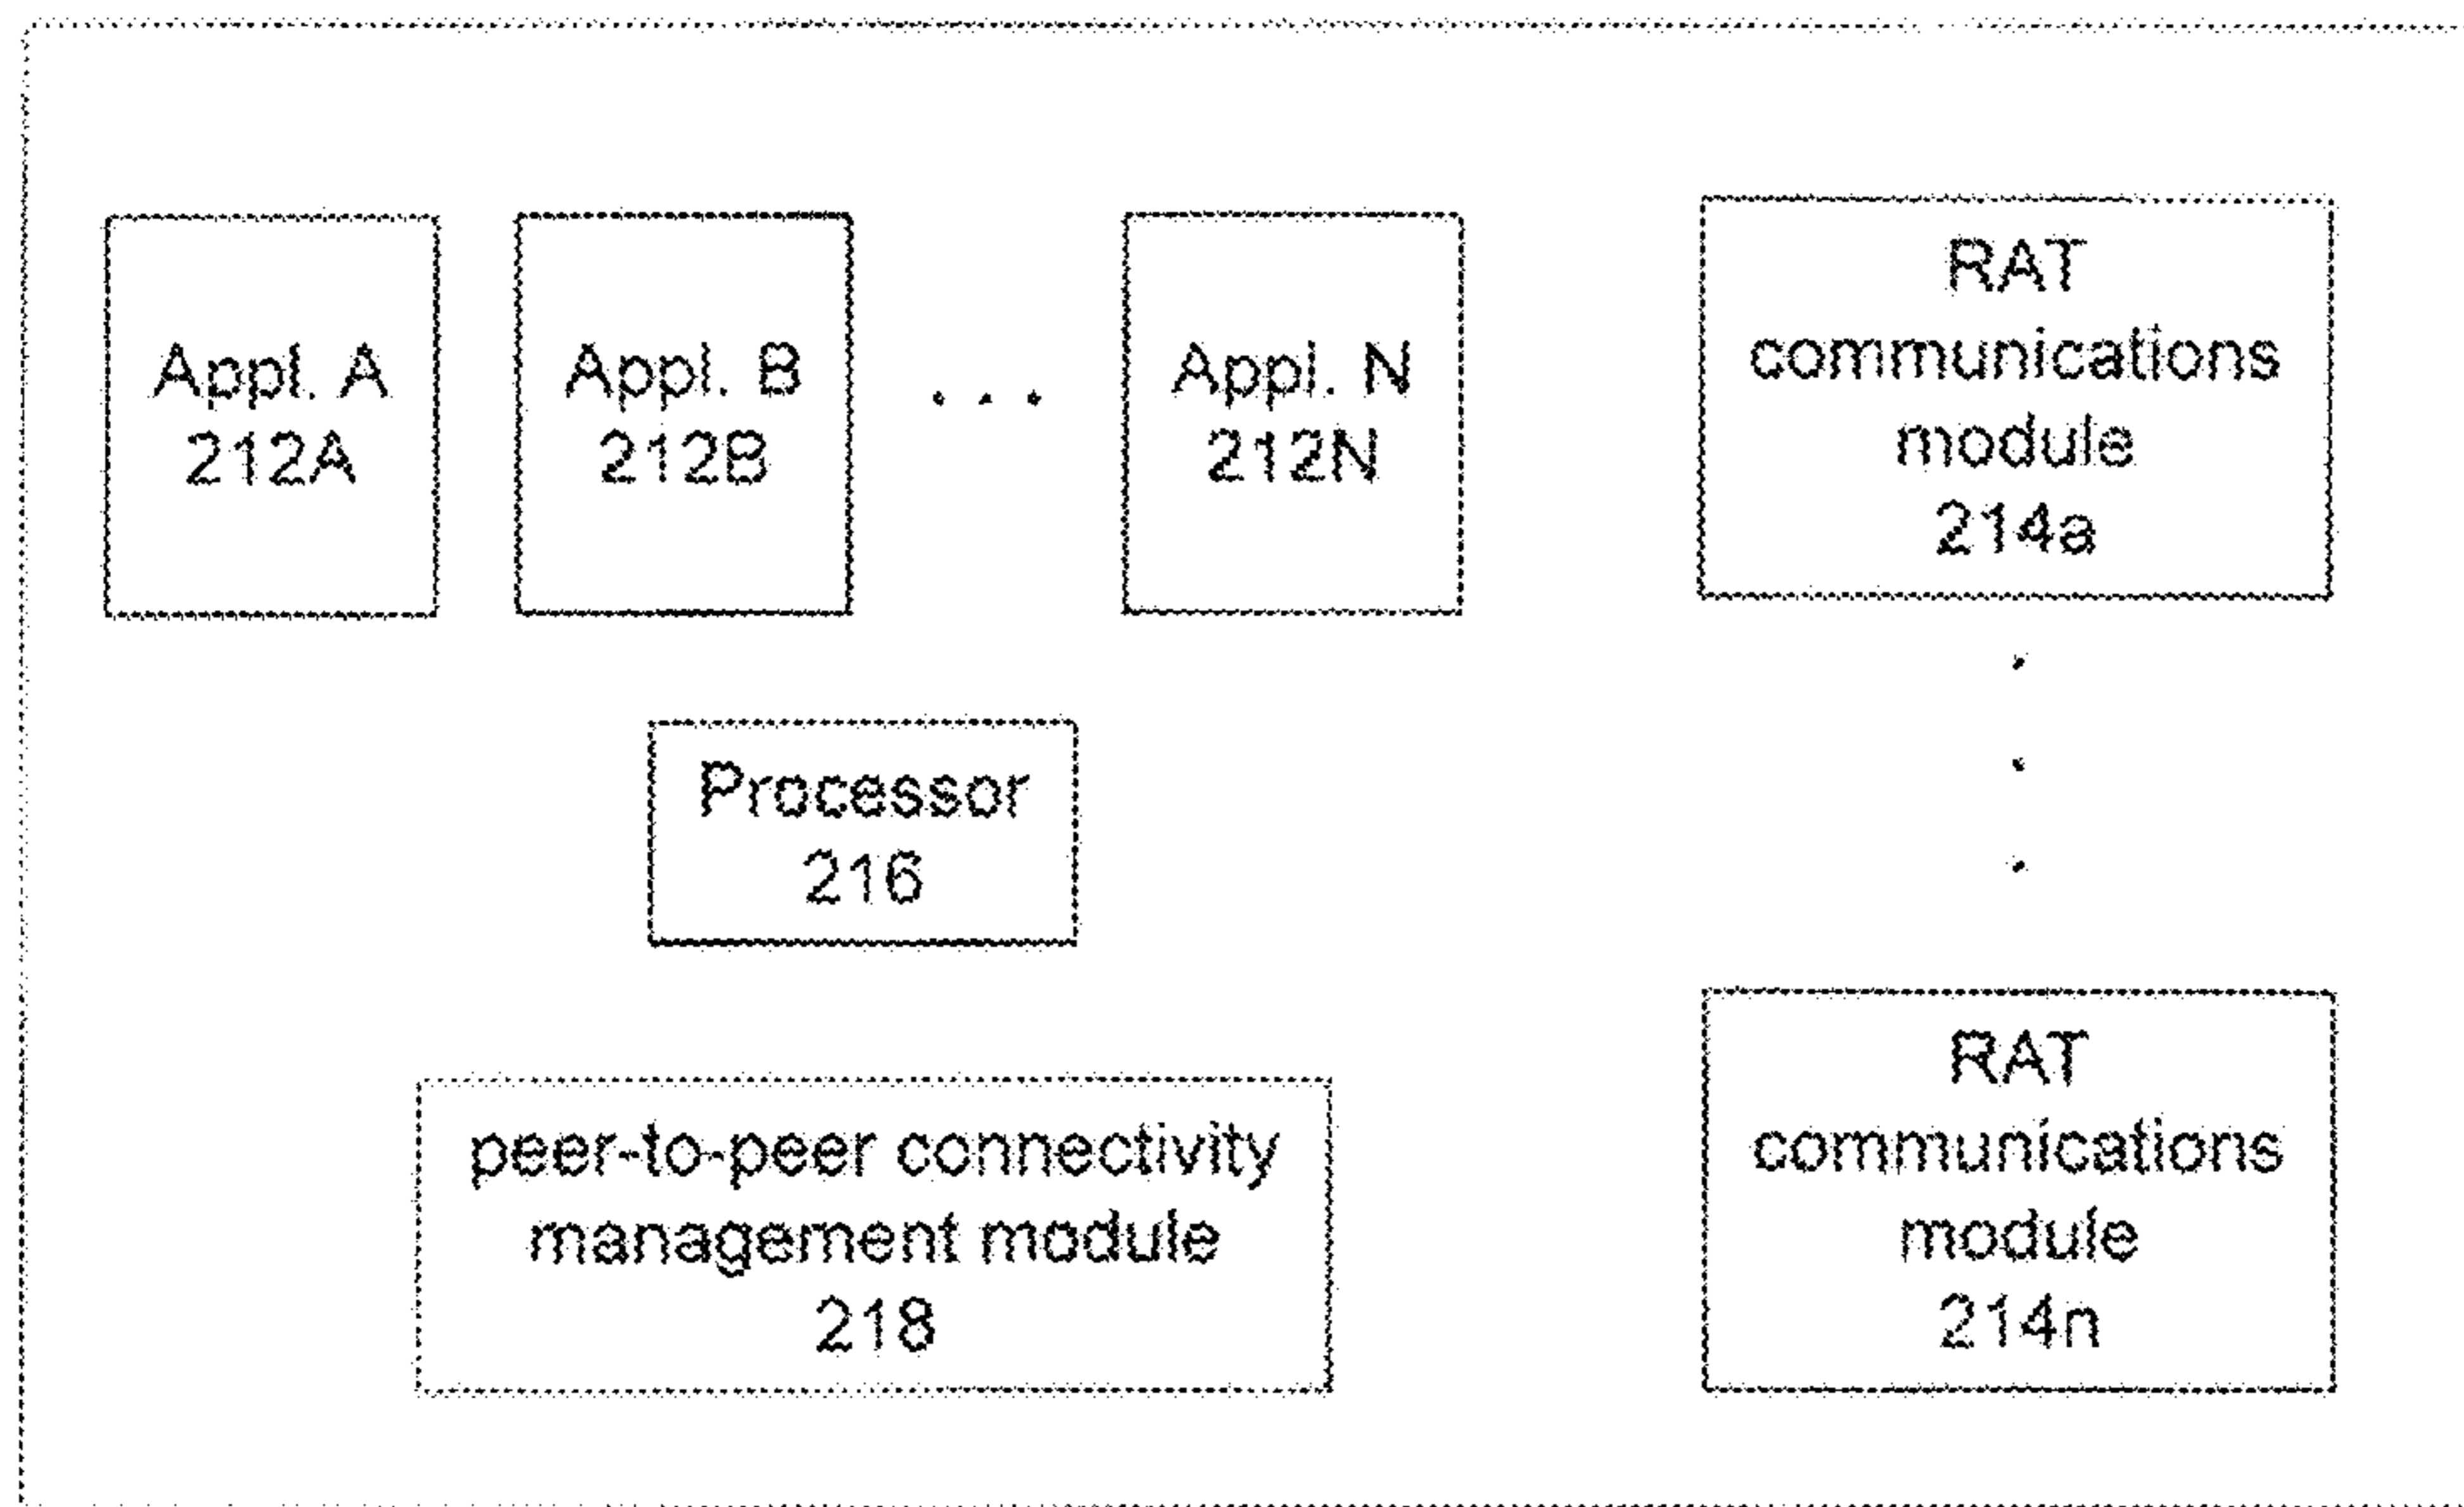 Appl. A
212A
Appl. B
212B
. . .
Appl. N
212N
RAT
communications
module
214a
Processor
216
peer-to-peer connectivity
management module
218
RAT
communications
module
214n